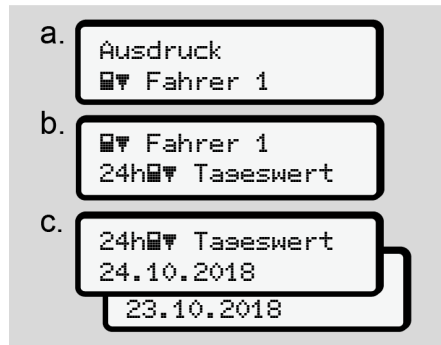 a.
Ausdruck
🖥▼ Fahrer 1
b.
🖥▼ Fahrer 1
24h🖥▼ Tageswert
c.
24h🖥▼ Tageswert
24.10.2018
23.10.2018